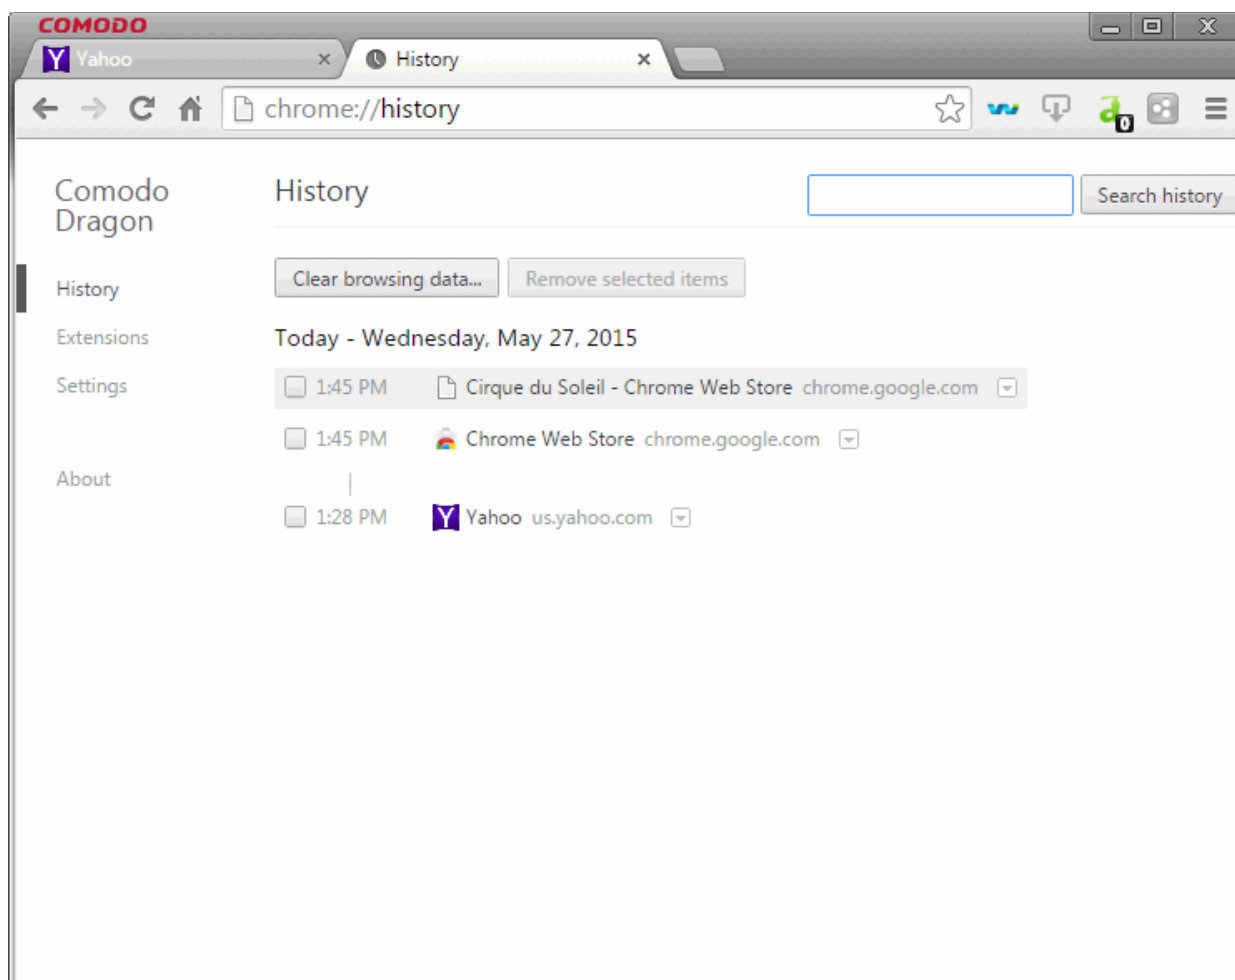 COMODO
Yahoo
History
chrome://history
0
Comodo
Dragon
History
Search history
History
Extensions
Settings
About
Clear browsing data...
Remove selected items
Today - Wednesday, May 27, 2015
1:45 PM Cirque du Soleil - Chrome Web Store chrome.google.com
1:45 PM Chrome Web Store chrome.google.com
1:28 PM Yahoo us.yahoo.com